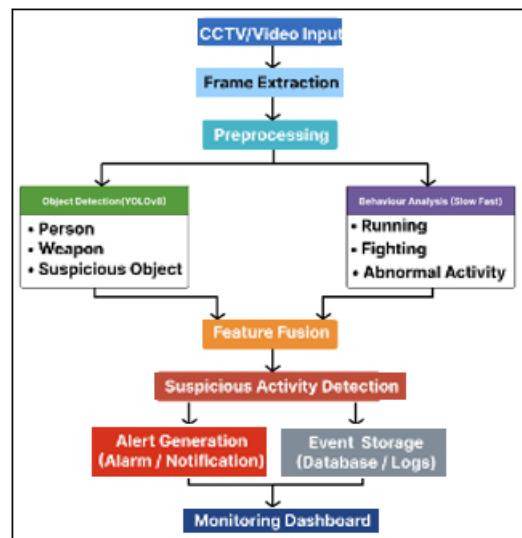 CCTV/Video Input
Frame Extraction
Preprocessing
Object Detection(YOLOv8)
• Person
• Weapon
• Suspicious Object
Behaviour Analysis (Slow Fast)
• Running
• Fighting
• Abnormal Activity
Feature Fusion
Suspicious Activity Detection
Alert Generation
(Alarm / Notification)
Event Storage
(Database / Logs)
Monitoring Dashboard